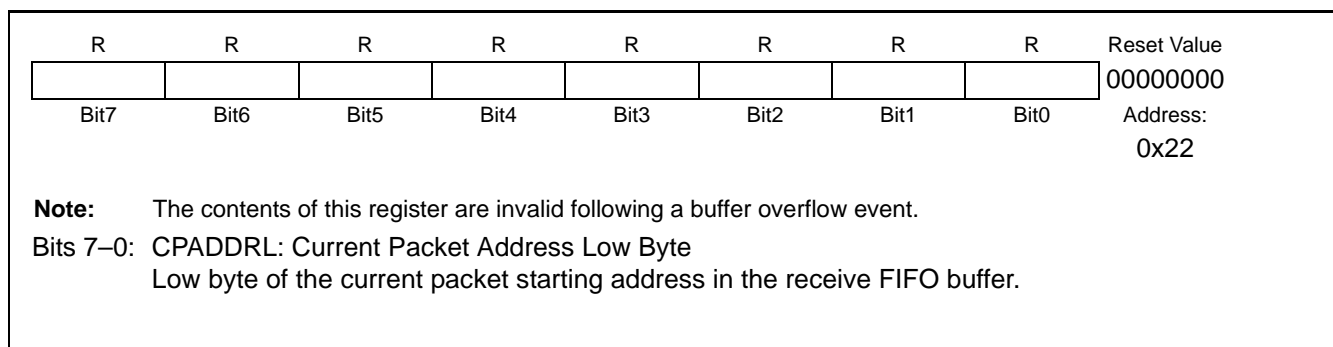 R R R R R R R R Reset Value
00000000
Bit7 Bit6 Bit5 Bit4 Bit3 Bit2 Bit1 Bit0 Address:
0x22
Note: The contents of this register are invalid following a buffer overflow event.
Bits 7–0: CPADDRL: Current Packet Address Low Byte
Low byte of the current packet starting address in the receive FIFO buffer.